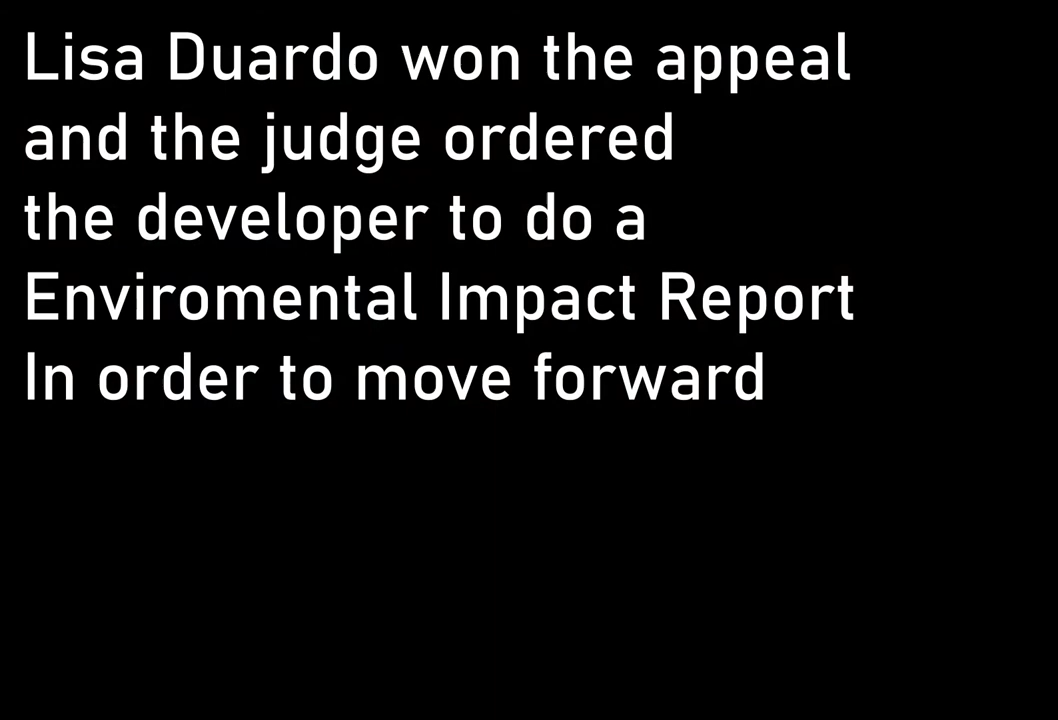 Lisa Duardo won the appeal
and the judge ordered
the developer to do a
Enviromental Impact Report
In order to move forward